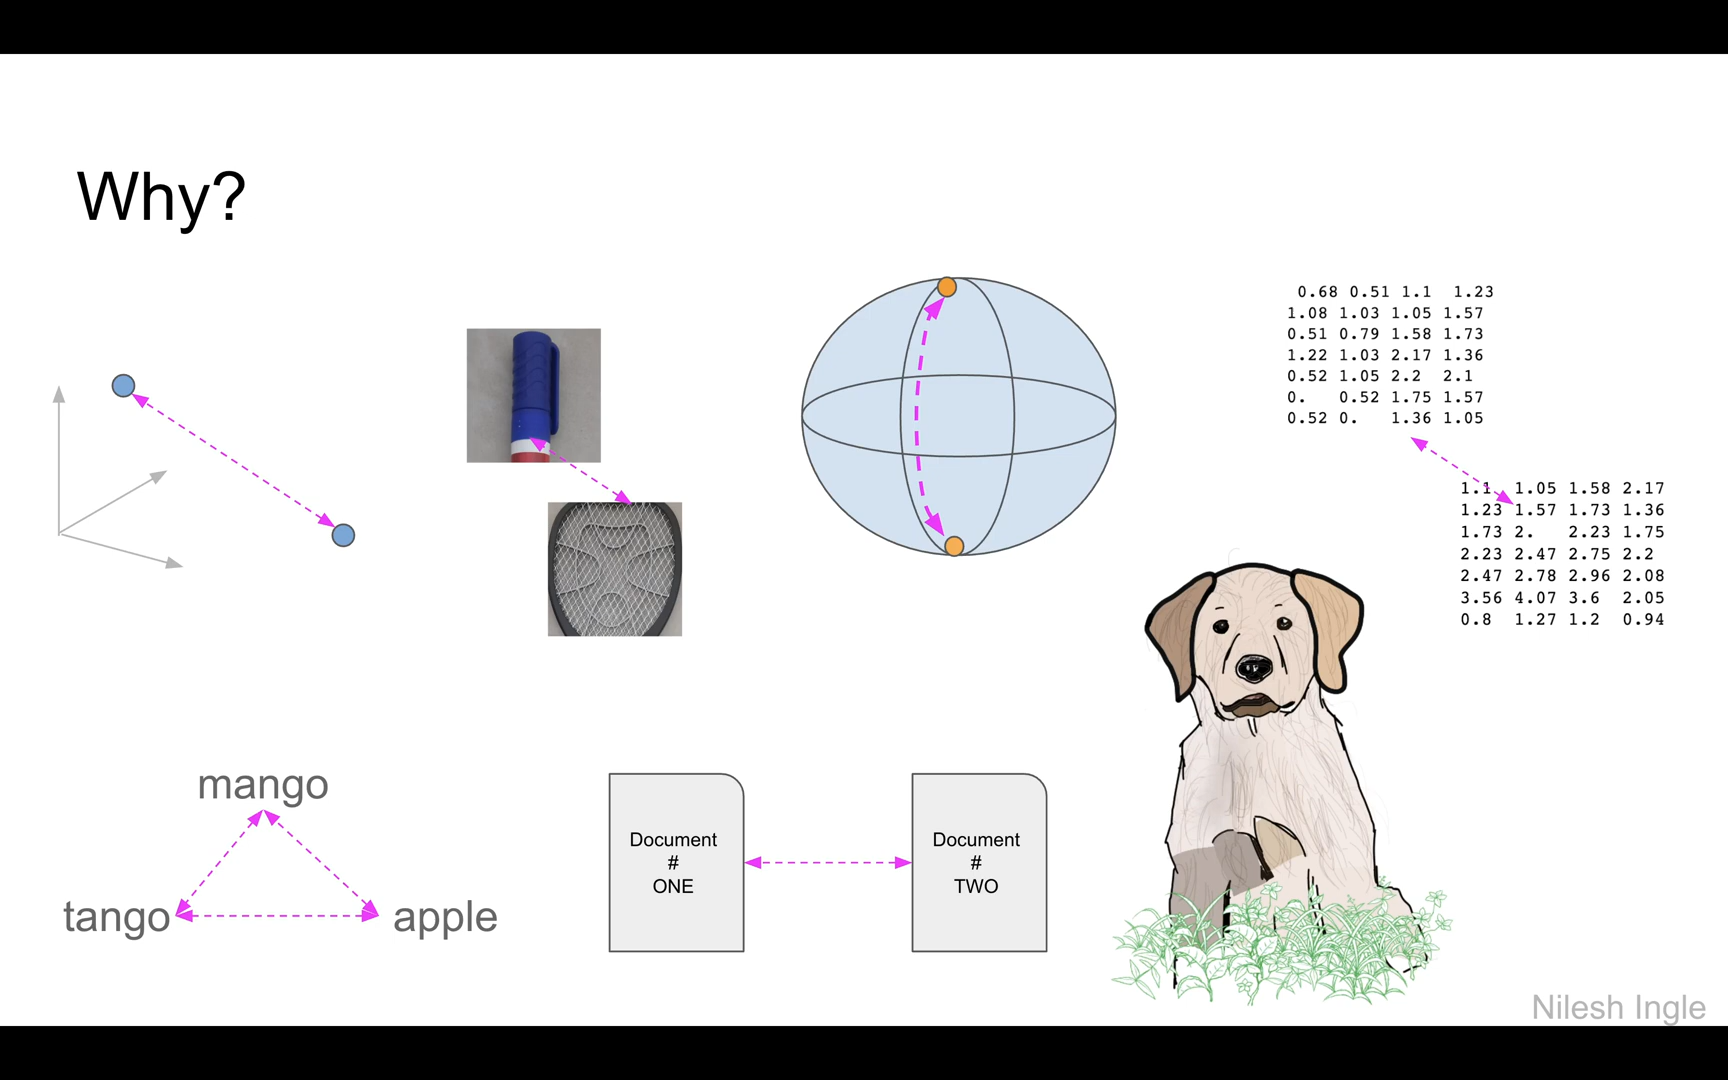 Why?
0.68 0.51 1.1 1.23
1.08 1.03 1.05 1.57
0.51 0.79 1.58 1.73
1.22 1.03 2.17 1.36
0.52 1.05 2.2 2.1
0. 0.52 1.75 1.57
0.52 0. 1.36 1.05
1.1 1.05 1.58 2.17
1.23 1.57 1.73 1.36
1.73 2. 2.23 1.75
2.23 2.47 2.75 2.2
2.47 2.78 2.96 2.08
3.56 4.07 3.6 2.05
0.8 1.27 1.2 0.94
mango
tango
apple
Document
#
ONE
Document
#
TWO
Nilesh Ingle